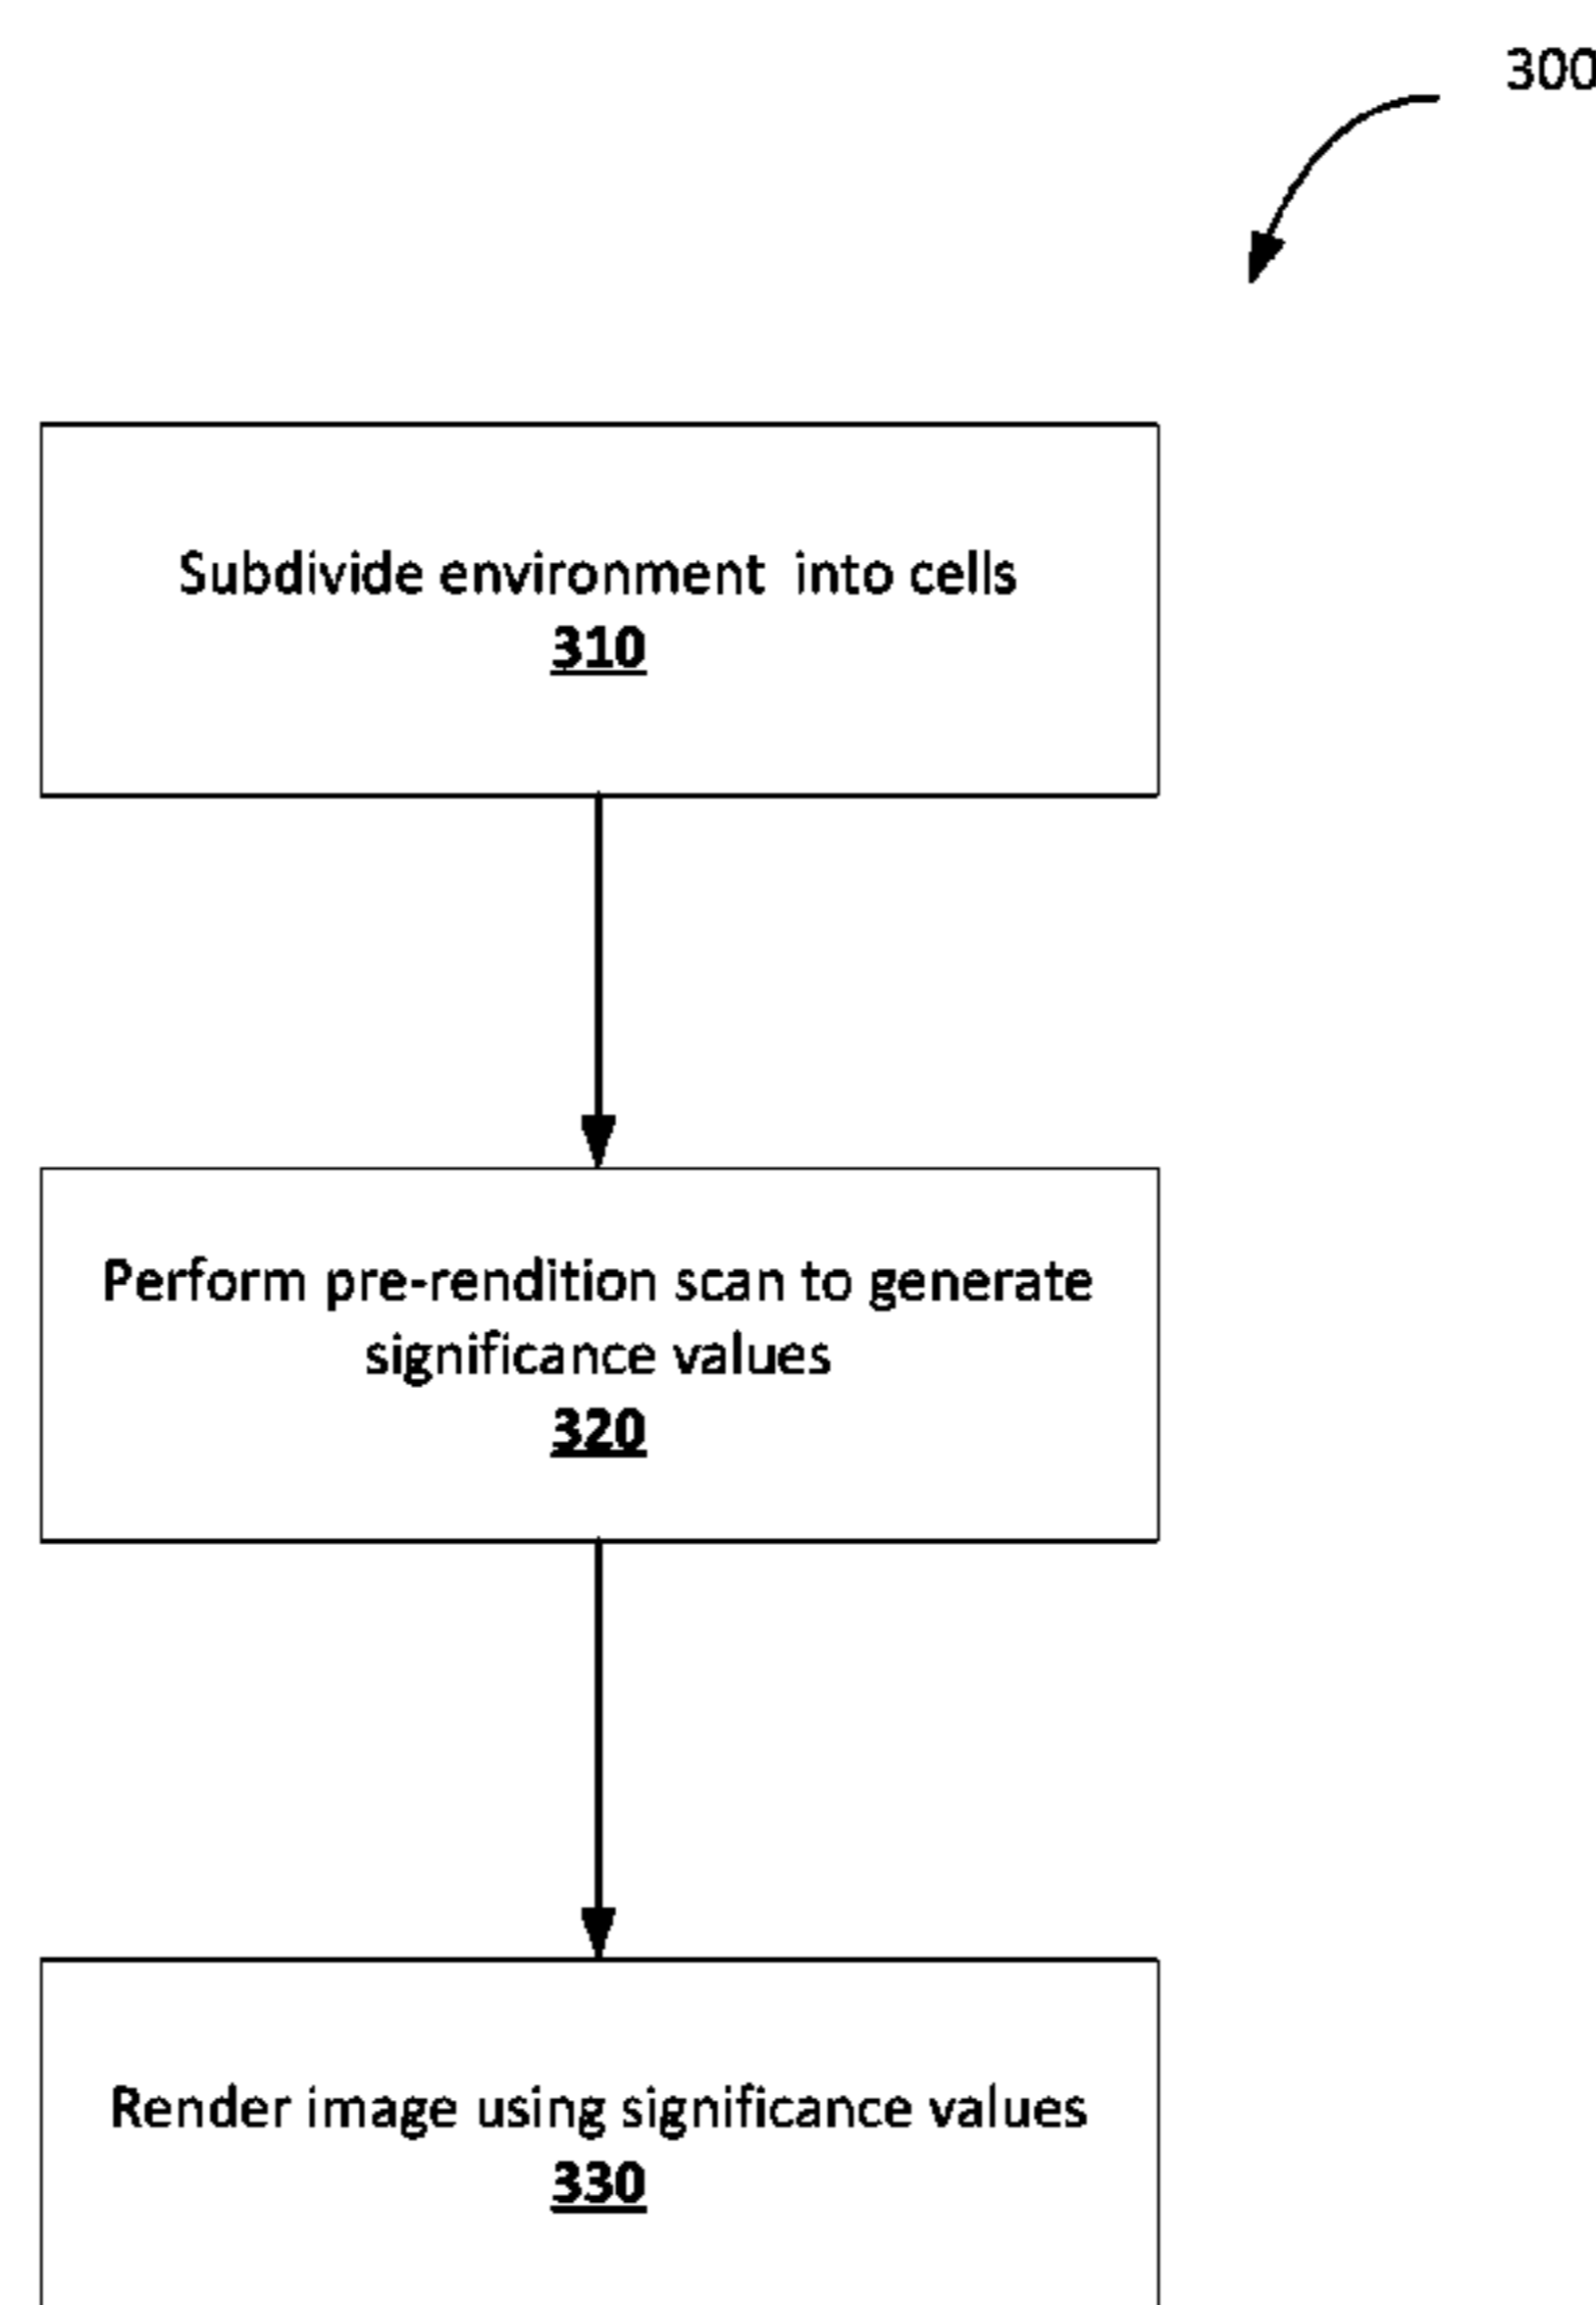 300
Subdivide environment into cells
310
Perform pre-rendition scan to generate
significance values
320
Render image using significance values
330